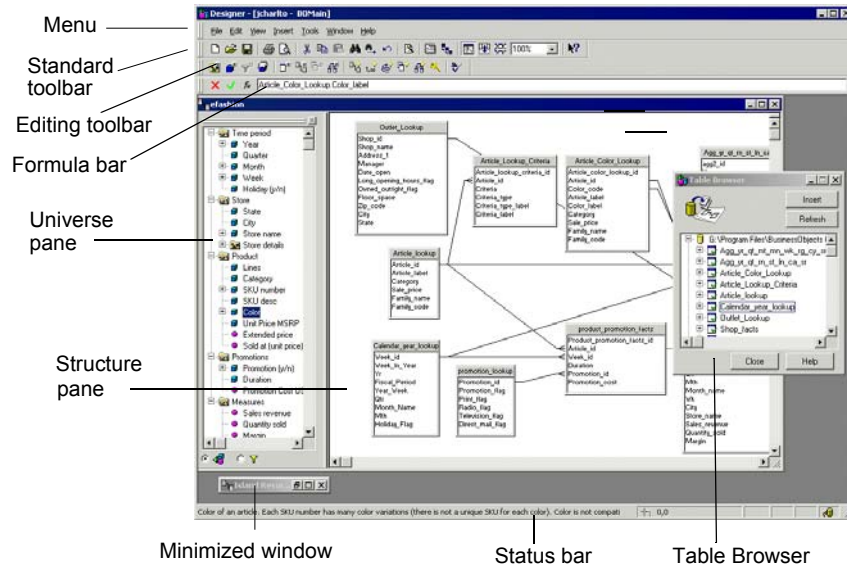 Designer - [jcharlto - BOMain]
Menu
File Edit View Insert Tools Window Help
Standard
toolbar
100%
Editing toolbar
Formula bar
Article_Color_Lookup.Color_label
efashion
Universe
pane
Time period
Year
Quarter
Month
Week
Holiday (y/n)
Store
State
City
Store name
Store details
Product
Lines
Category
SKU number
SKU desc
Color
Unit Price MSRP
Extended price
Sold at (unit price)
Promotions
Promotion (y/n)
Duration
Measures
Sales revenue
Quantity sold
Margin
Structure
pane
Outlet_Lookup
Shop_id
Shop_name
Address_1
Manager
Date_open
Long_opening_hours_flag
Owned_outright_flag
Floor_space
Zip_code
City
State
Article_Lookup_Criteria
Article_lookup_criteria_id
Article_id
Criteria
Criteria_type
Criteria_type_label
Criteria_label
Article_Color_Lookup
Article_color_lookup_id
Article_id
Color_code
Article_label
Color_label
Category
Sale_price
Family_name
Family_code
Article_lookup
Article_id
Article_label
Category
Sale_price
Family_name
Family_code
Calendar_year_lookup
Week_id
Week_In_Year
Yr
Fiscal_Period
Year_Week
Qtr
Month_Name
Mth
Holiday_Flag
promotion_lookup
Promotion_id
Promotion_flag
Print_flag
Radio_flag
Television_flag
Direct_mail_flag
product_promotion_facts
Product_promotion_facts_id
Article_id
Week_id
Duration
Promotion_id
Promotion_cost
Table Browser
Insert
Refresh
G:\Program Files\BusinessObjects
Article_Color_Lookup
Article_Lookup_Criteria
Article_lookup
Calendar_year_lookup
Outlet_Lookup
Shop_facts
Close
Help
Mth
Wk
City
Store_name
Sales_revenue
Quantity_sold
Margin
Color of an article. Each SKU number has many color variations (there is not a unique SKU for each color). Color is not compati
0,0
Minimized window
Status bar
Table Browser